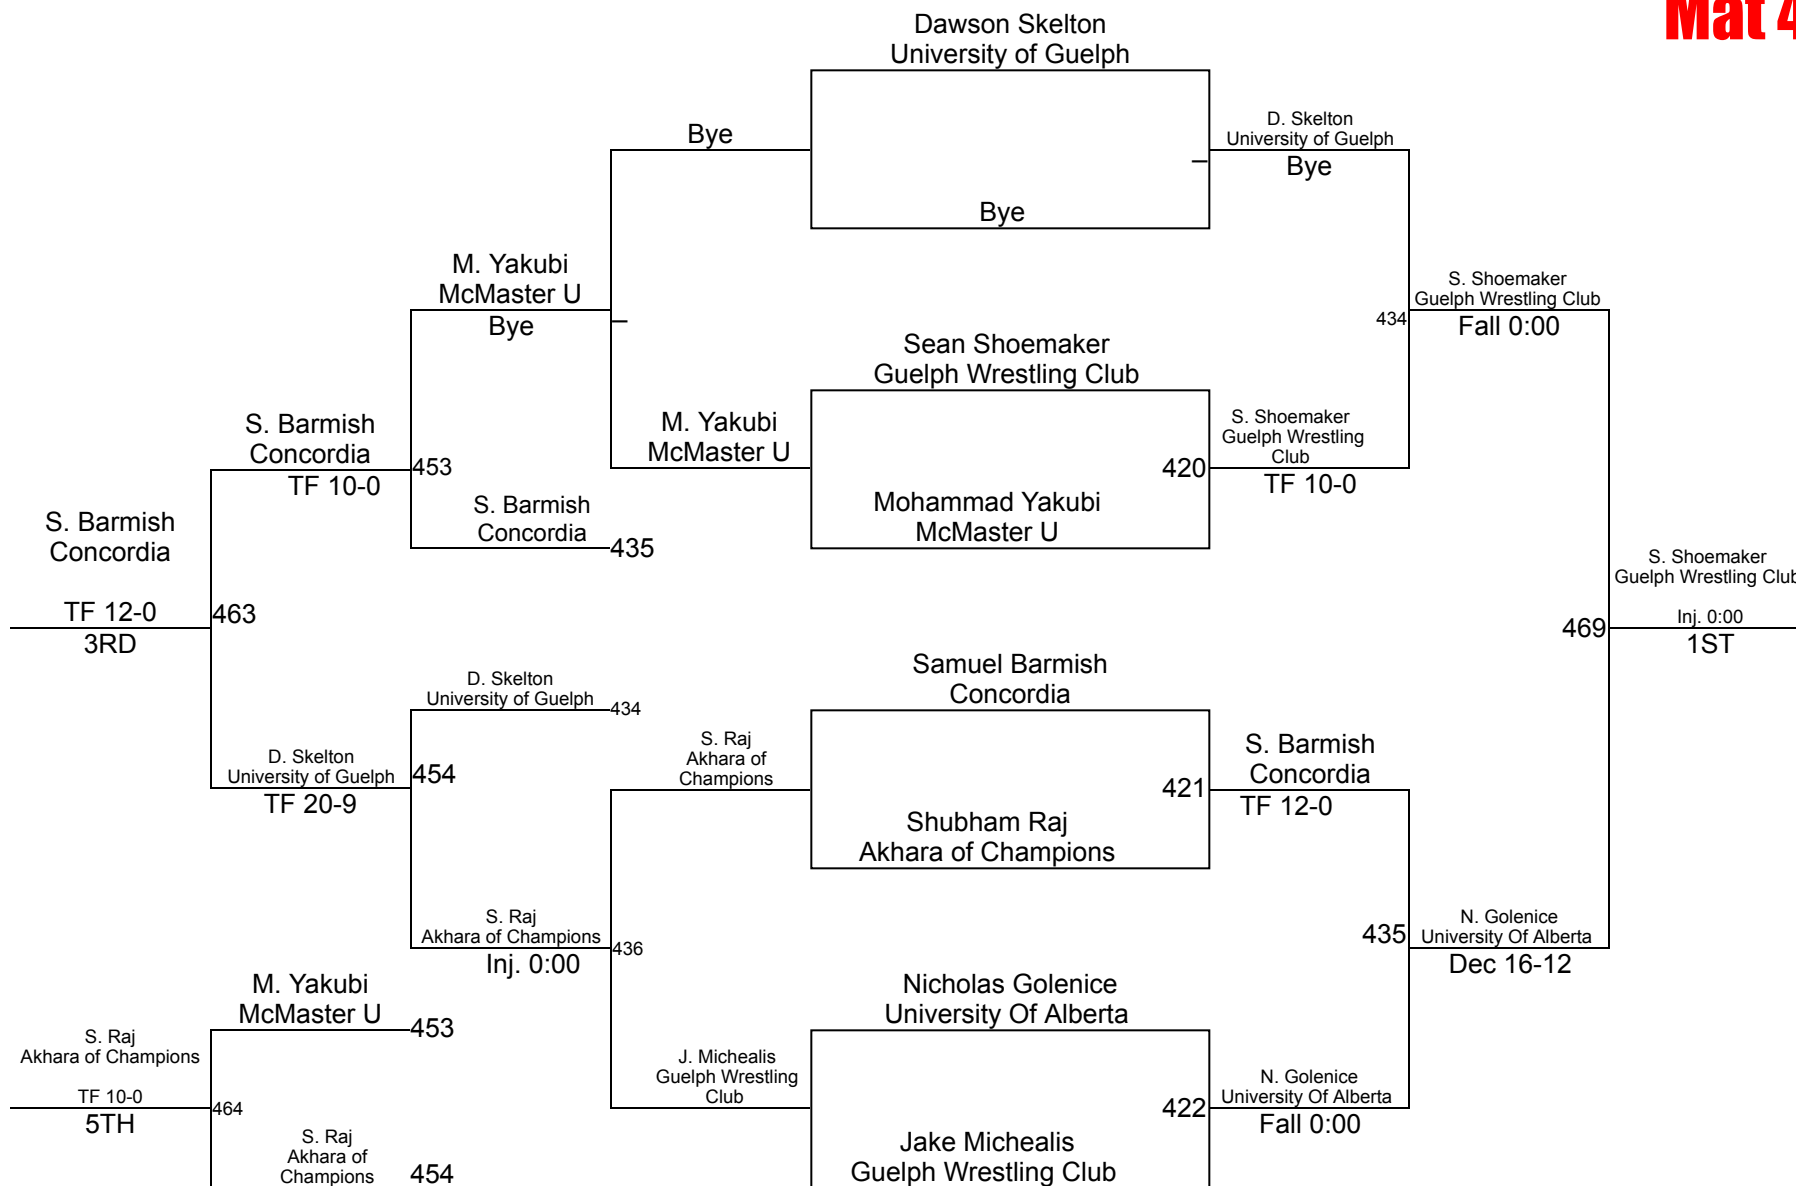 Mat 4
Dawson Skelton
University of Guelph
Bye
D. Skelton
University of Guelph
Bye
Bye
M. Yakubi
McMaster U
Bye
S. Shoemaker
Guelph Wrestling Club
434
Fall 0:00
Sean Shoemaker
Guelph Wrestling Club
S. Barmish
Concordia
453
TF 10-0
M. Yakubi
McMaster U
420
S. Shoemaker
Guelph Wrestling
Club
TF 10-0
Mohammad Yakubi
McMaster U
S. Barmish
Concordia
435
S. Barmish
Concordia
TF 12-0
463
3RD
S. Shoemaker
Guelph Wrestling Club
469
Inj. 0:00
1ST
Samuel Barmish
Concordia
D. Skelton
University of Guelph
434
S. Raj
Akhara of
Champions
421
S. Barmish
Concordia
TF 12-0
D. Skelton
University of Guelph
454
TF 20-9
Shubham Raj
Akhara of Champions
S. Raj
Akhara of Champions
436
Inj. 0:00
435
N. Golenice
University Of Alberta
Dec 16-12
M. Yakubi
McMaster U
453
Nicholas Golenice
University Of Alberta
S. Raj
Akhara of Champions
TF 10-0
464
5TH
J. Michealis
Guelph Wrestling
Club
422
N. Golenice
University Of Alberta
Fall 0:00
S. Raj
Akhara of
Champions
454
Jake Michealis
Guelph Wrestling Club